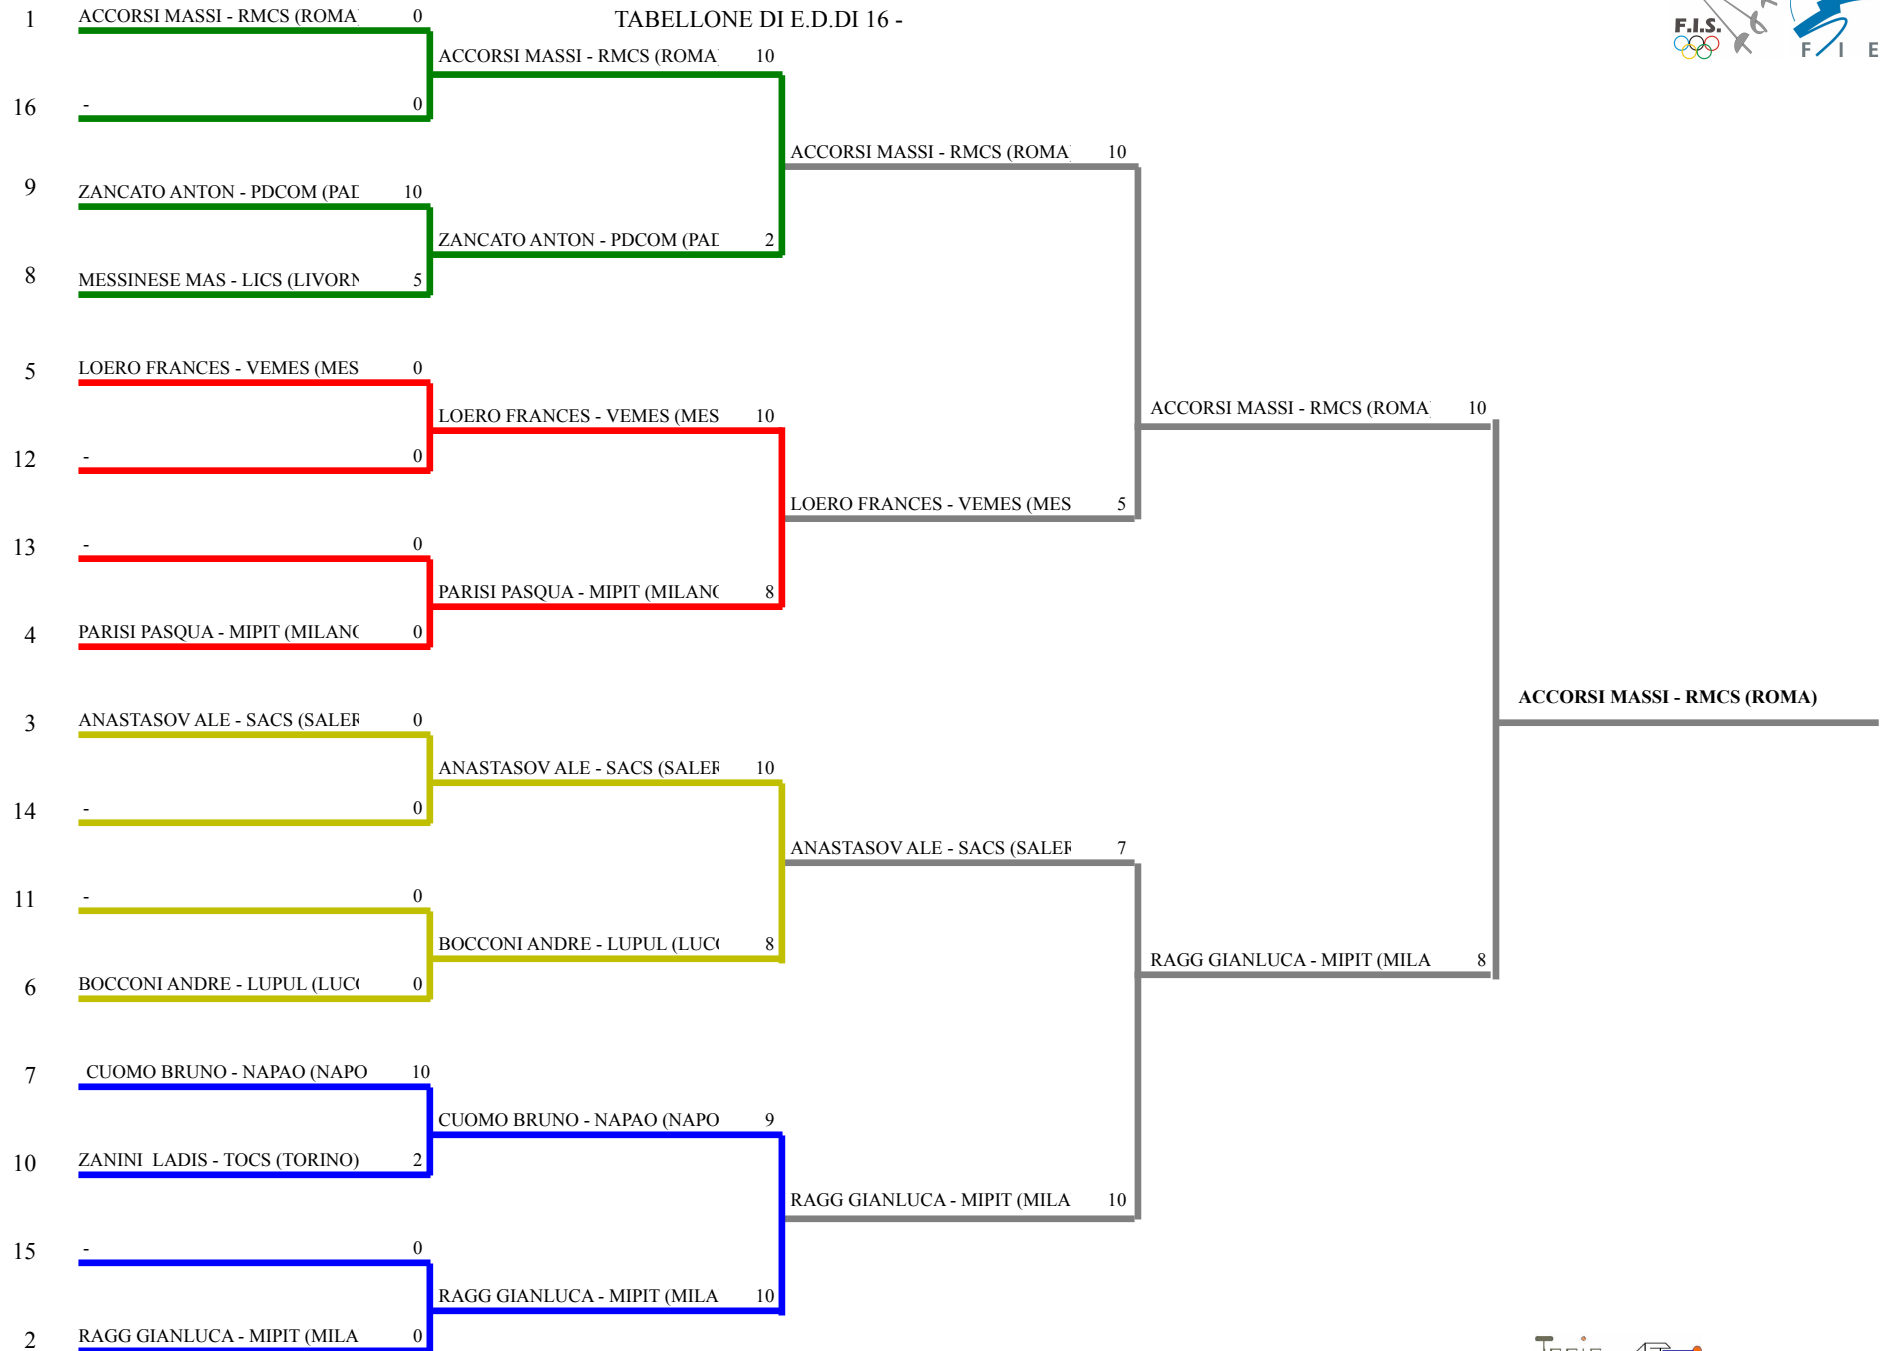 TABELLONE DI E.D.DI 16 -
F.I.S.
F I E
1 ACCORSI MASSI - RMCS (ROMA 0
ACCORSI MASSI - RMCS (ROMA 10
16 - 0
ACCORSI MASSI - RMCS (ROMA 10
9 ZANCATO ANTON - PDCOM (PAD 10
ZANCATO ANTON - PDCOM (PAD 2
8 MESSINESE MAS - LICS (LIVORN 5
5 LOERO FRANCES - VEMES (MES 0
LOERO FRANCES - VEMES (MES 10
ACCORSI MASSI - RMCS (ROMA 10
12 - 0
LOERO FRANCES - VEMES (MES 5
13 - 0
PARISI PASQUA - MIPIT (MILANO 8
4 PARISI PASQUA - MIPIT (MILANO 0
ACCORSI MASSI - RMCS (ROMA)
3 ANASTASOV ALE - SACS (SALER 0
ANASTASOV ALE - SACS (SALER 10
14 - 0
ANASTASOV ALE - SACS (SALER 7
11 - 0
BOCCONI ANDRE - LUPUL (LUCC 8
RAGG GIANLUCA - MIPIT (MILA 8
6 BOCCONI ANDRE - LUPUL (LUCC 0
7 CUOMO BRUNO - NAPAO (NAPO 10
CUOMO BRUNO - NAPAO (NAPO 9
10 ZANINI LADIS - TOCS (TORINO) 2
RAGG GIANLUCA - MIPIT (MILA 10
15 - 0
RAGG GIANLUCA - MIPIT (MILA 10
2 RAGG GIANLUCA - MIPIT (MILA 0